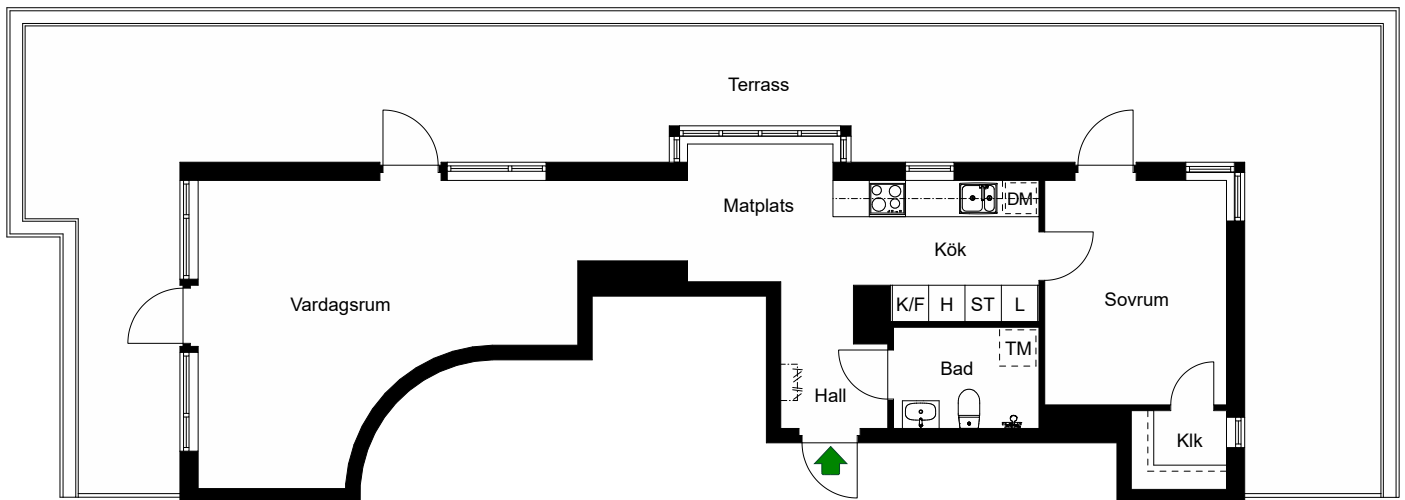 Terrass
Matplats
DM
Kök
Vardagsrum
K/F H ST L
Sovrum
TM
Bad
Hall
Klk